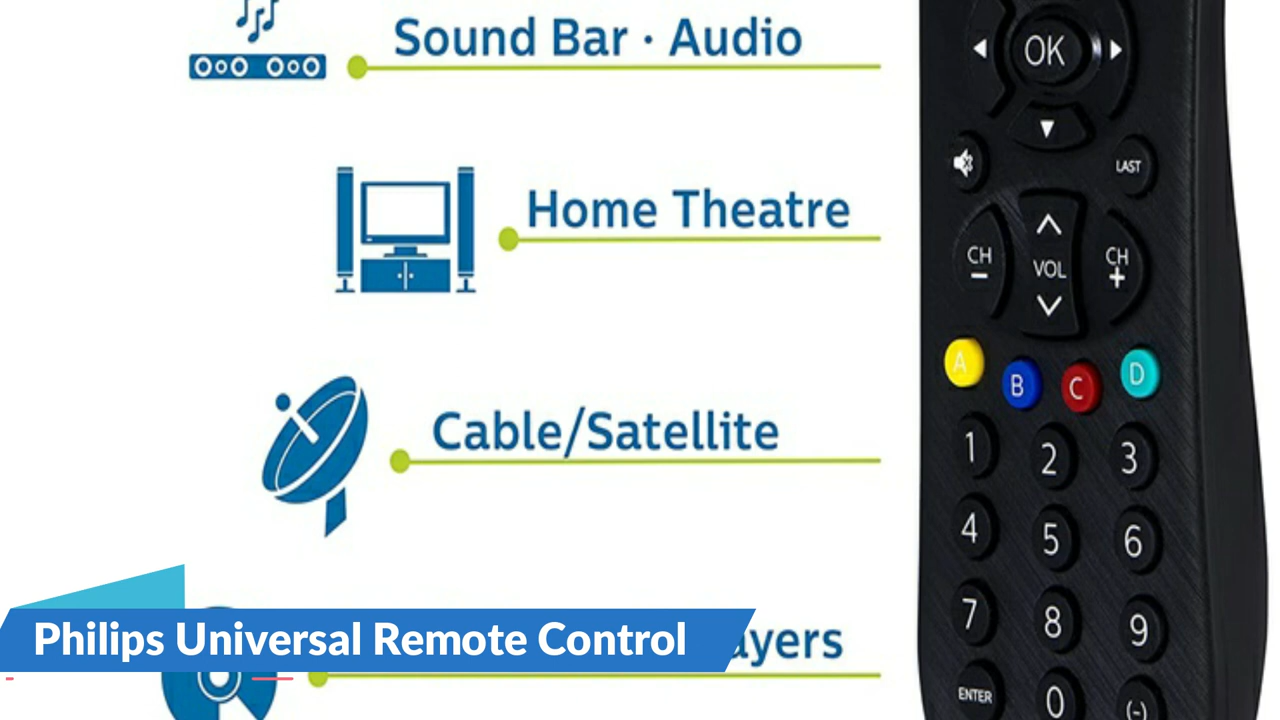 Sound Bar · Audio
Home Theatre
Cable/Satellite
ayers
Philips Universal Remote Control
OK
LAST
CH
−
VOL
CH
+
A
B
C
D
1
2
3
4
5
6
7
8
9
ENTER
0
(-)